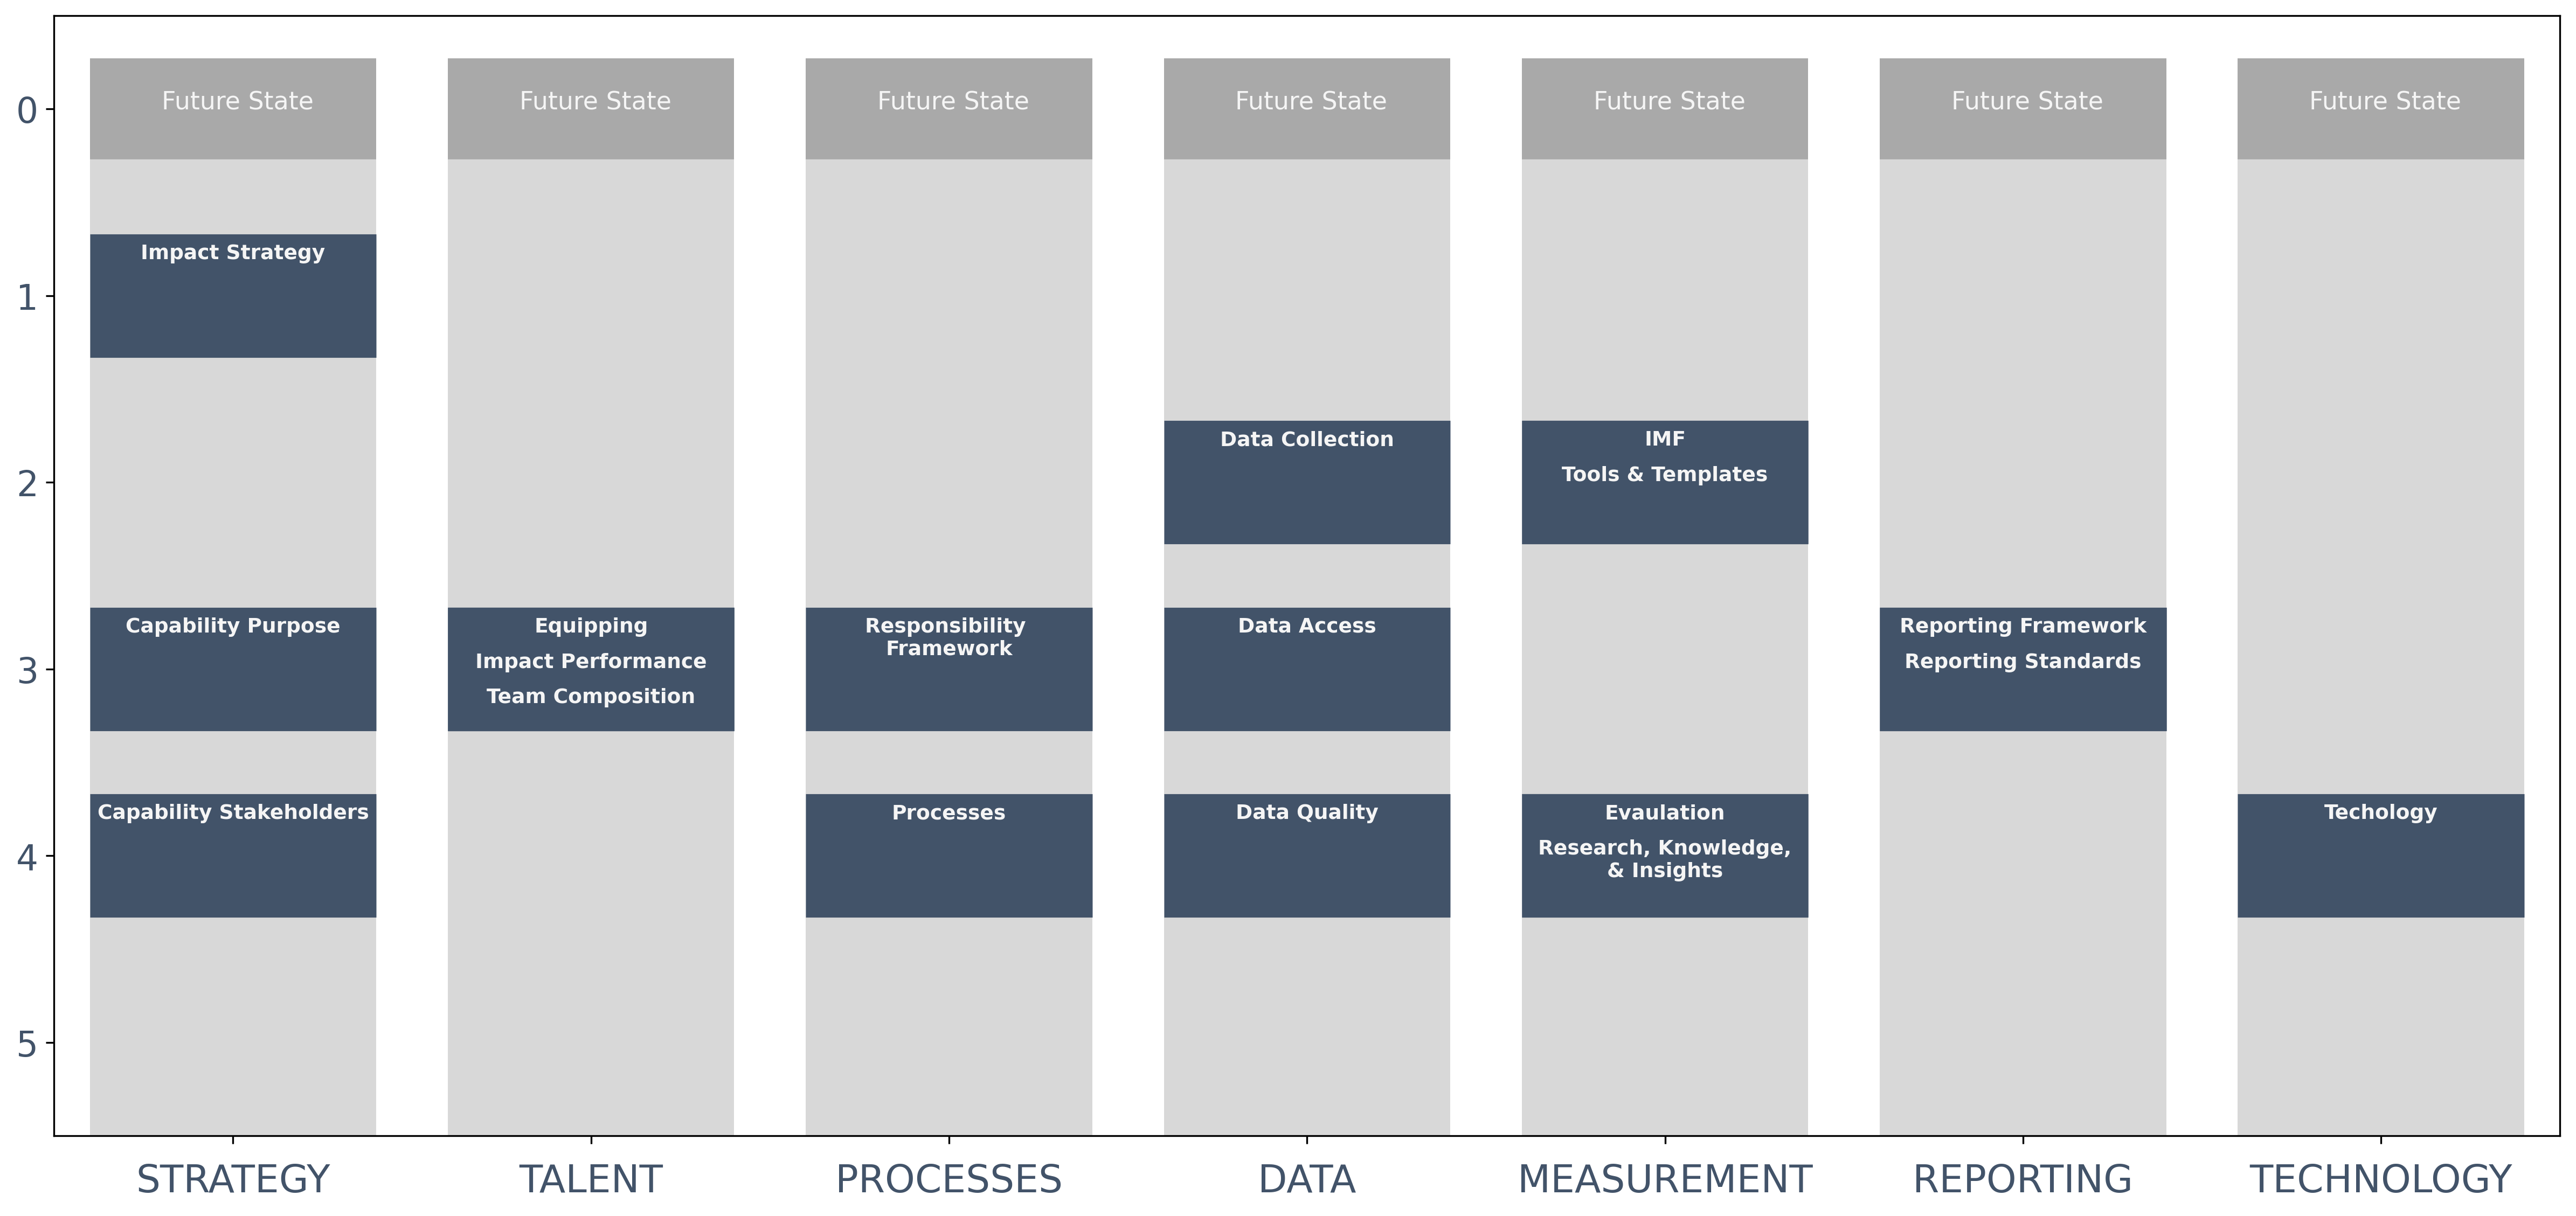 0
Future State
Future State
Future State
Future State
Future State
Future State
Future State
Impact Strategy
1
Data Collection
IMF
2
Tools & Templates
Capability Purpose
Equipping
Responsibility
Framework
Data Access
Reporting Framework
3
Impact Performance
Reporting Standards
Team Composition
Capability Stakeholders
Processes
Data Quality
Evaulation
Techology
4
Research, Knowledge,
& Insights
5
STRATEGY
TALENT
PROCESSES
DATA
MEASUREMENT
REPORTING
TECHNOLOGY